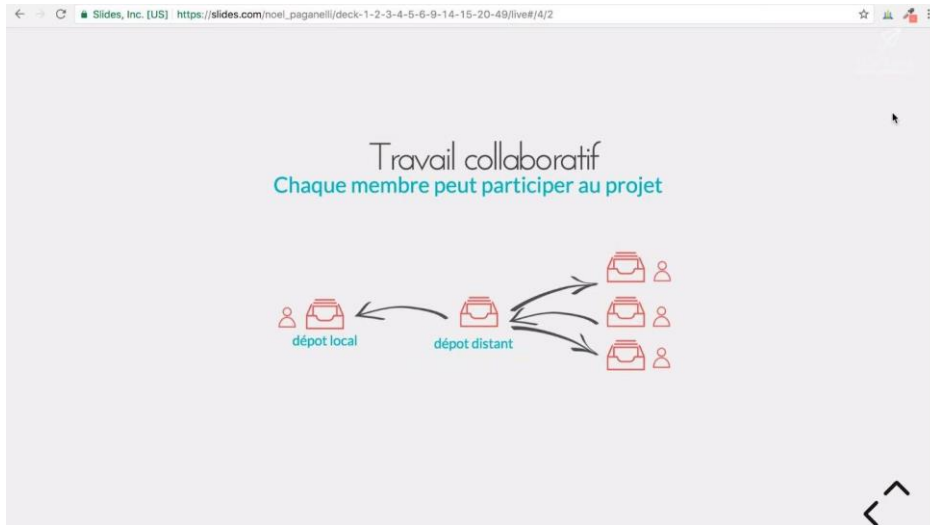 Slides, Inc. [US] https://slides.com/noel_paganelli/deck-1-2-3-4-5-6-9-14-15-20-49/live#/4/2
Travail collaboratif
Chaque membre peut participer au projet
dépot local
dépot distant